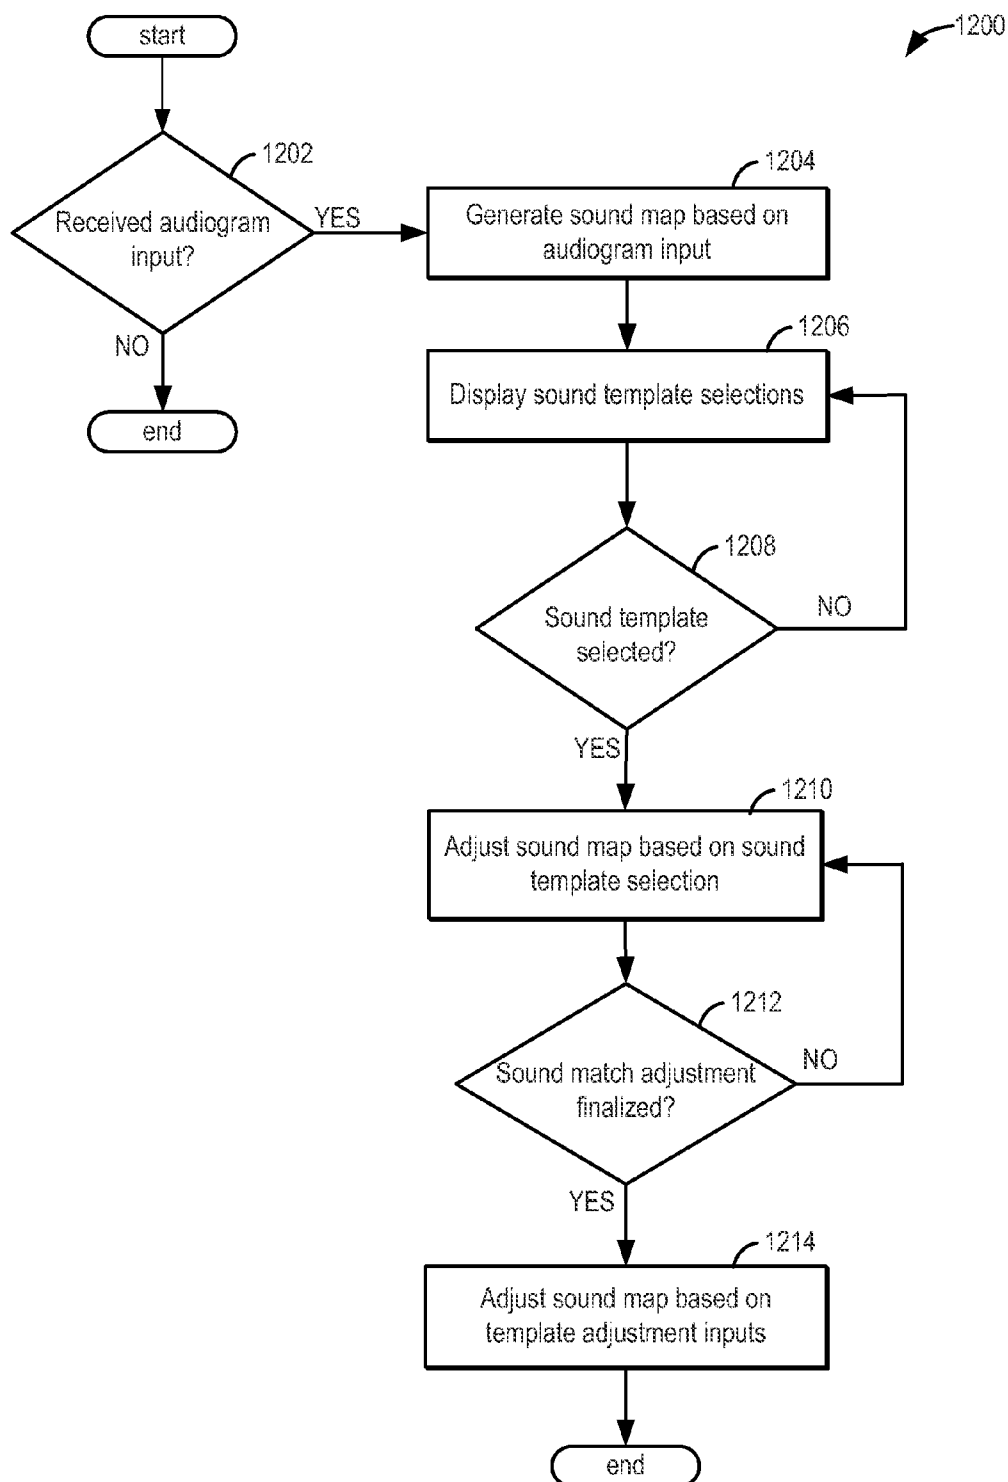 start
1200
1202
Received audiogram
input?
YES
NO
end
1204
Generate sound map based on
audiogram input
1206
Display sound template selections
1208
Sound template
selected?
NO
YES
1210
Adjust sound map based on sound
template selection
1212
Sound match adjustment
finalized?
NO
YES
1214
Adjust sound map based on
template adjustment inputs
end